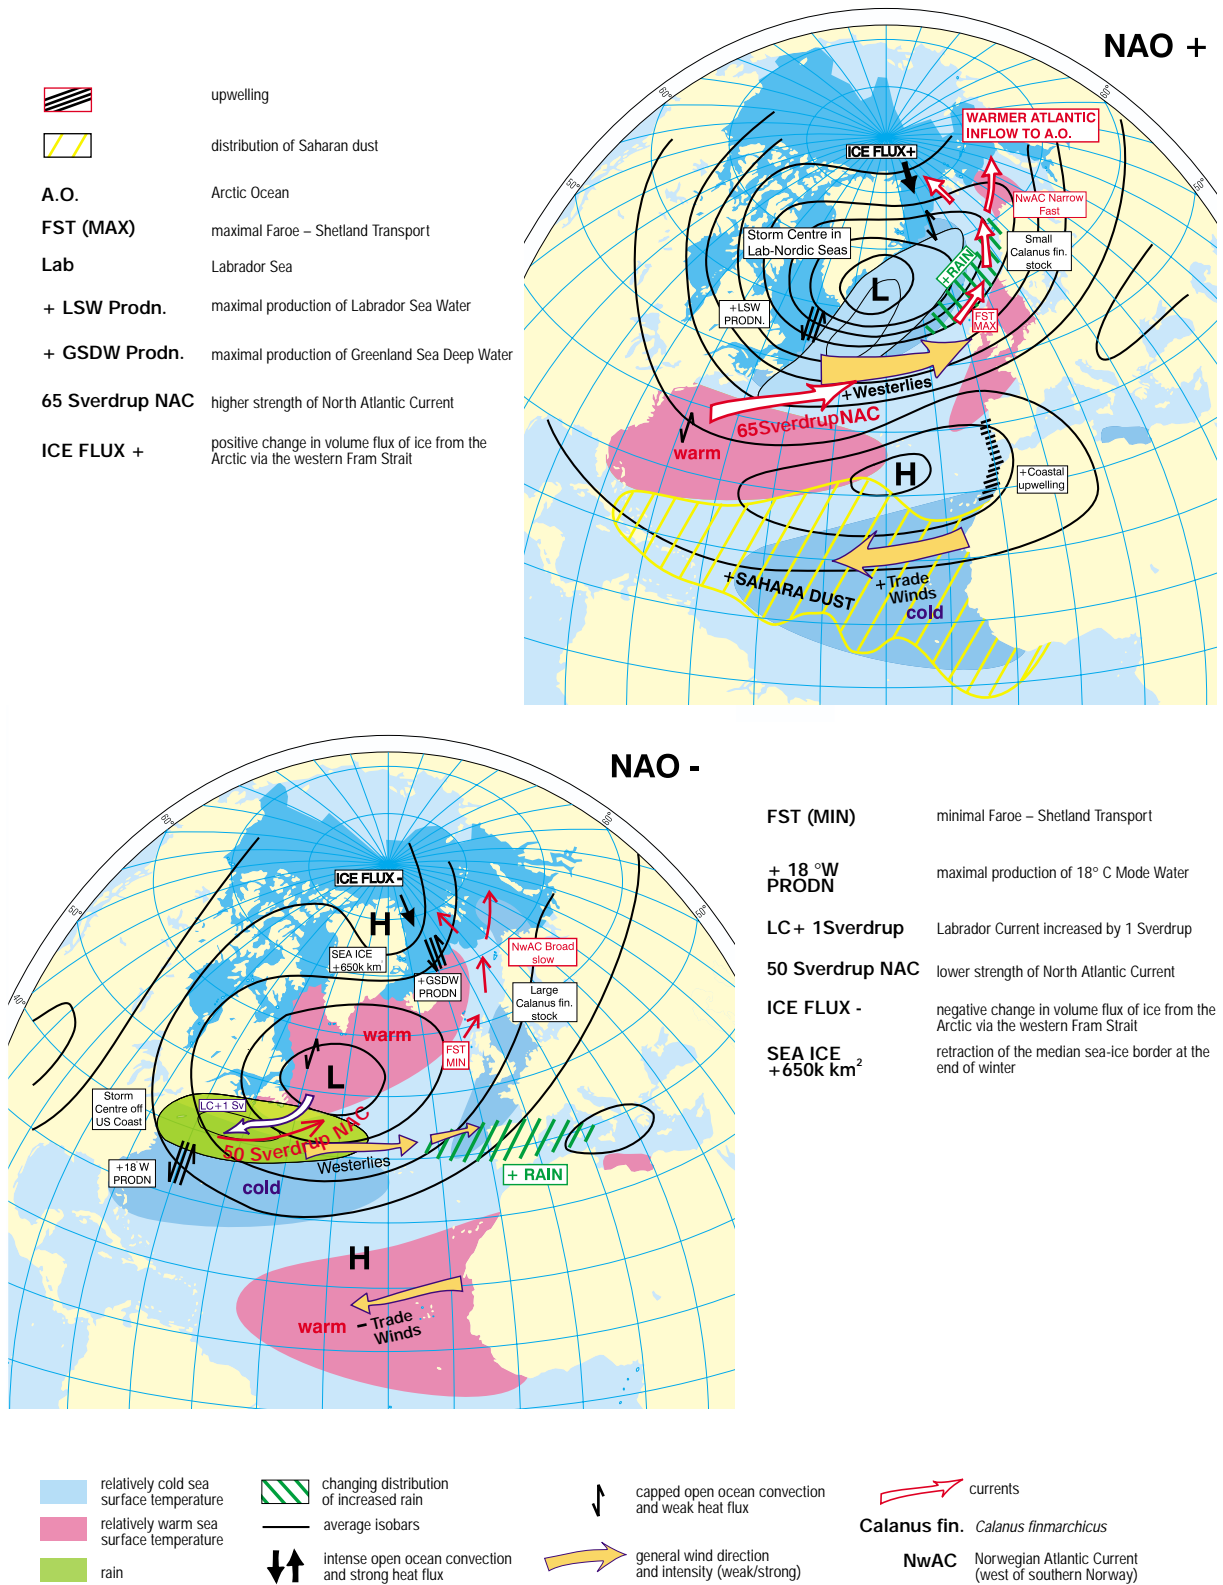 NAO +
upwelling
distribution of Saharan dust
A.O.
Arctic Ocean
FST (MAX)
maximal Faroe – Shetland Transport
Lab
Labrador Sea
+ LSW Prodn.
maximal production of Labrador Sea Water
+ GSDW Prodn.
maximal production of Greenland Sea Deep Water
65 Sverdrup NAC
higher strength of North Atlantic Current
ICE FLUX +
positive change in volume flux of ice from the
Arctic via the western Fram Strait
60°
60°
50°
50°
WARMER ATLANTIC
INFLOW TO A.O.
ICE FLUX+
NwAC Narrow
Fast
Storm Centre in
Lab-Nordic Seas
Small
Calanus fin.
stock
+RAIN
L
+LSW
PRODN.
FST
MAX
+Westerlies
65SverdrupNAC
warm
H
+Coastal
upwelling
+SAHARA DUST
+Trade
Winds
cold
NAO -
60°
60°
50°
50°
40°
ICE FLUX -
H
SEA ICE
+650k km
NwAC Broad
slow
+GSDW
PRODN
Large
Calanus fin.
stock
warm
FST
MIN
L
Storm
Centre off
US Coast
LC+1 Sv
50 Sverdrup NAC
Westerlies
+18 W
PRODN
cold
+ RAIN
H
warm
- Trade
Winds
FST (MIN)
minimal Faroe – Shetland Transport
+ 18 °W
PRODN
maximal production of 18° C Mode Water
LC+ 1Sverdrup
Labrador Current increased by 1 Sverdrup
50 Sverdrup NAC
lower strength of North Atlantic Current
ICE FLUX -
negative change in volume flux of ice from the
Arctic via the western Fram Strait
SEA ICE
+650k km²
retraction of the median sea-ice border at the
end of winter
relatively cold sea
surface temperature
relatively warm sea
surface temperature
rain
changing distribution
of increased rain
average isobars
intense open ocean convection
and strong heat flux
capped open ocean convection
and weak heat flux
general wind direction
and intensity (weak/strong)
currents
Calanus fin.
Calanus finmarchicus
NwAC
Norwegian Atlantic Current
(west of southern Norway)